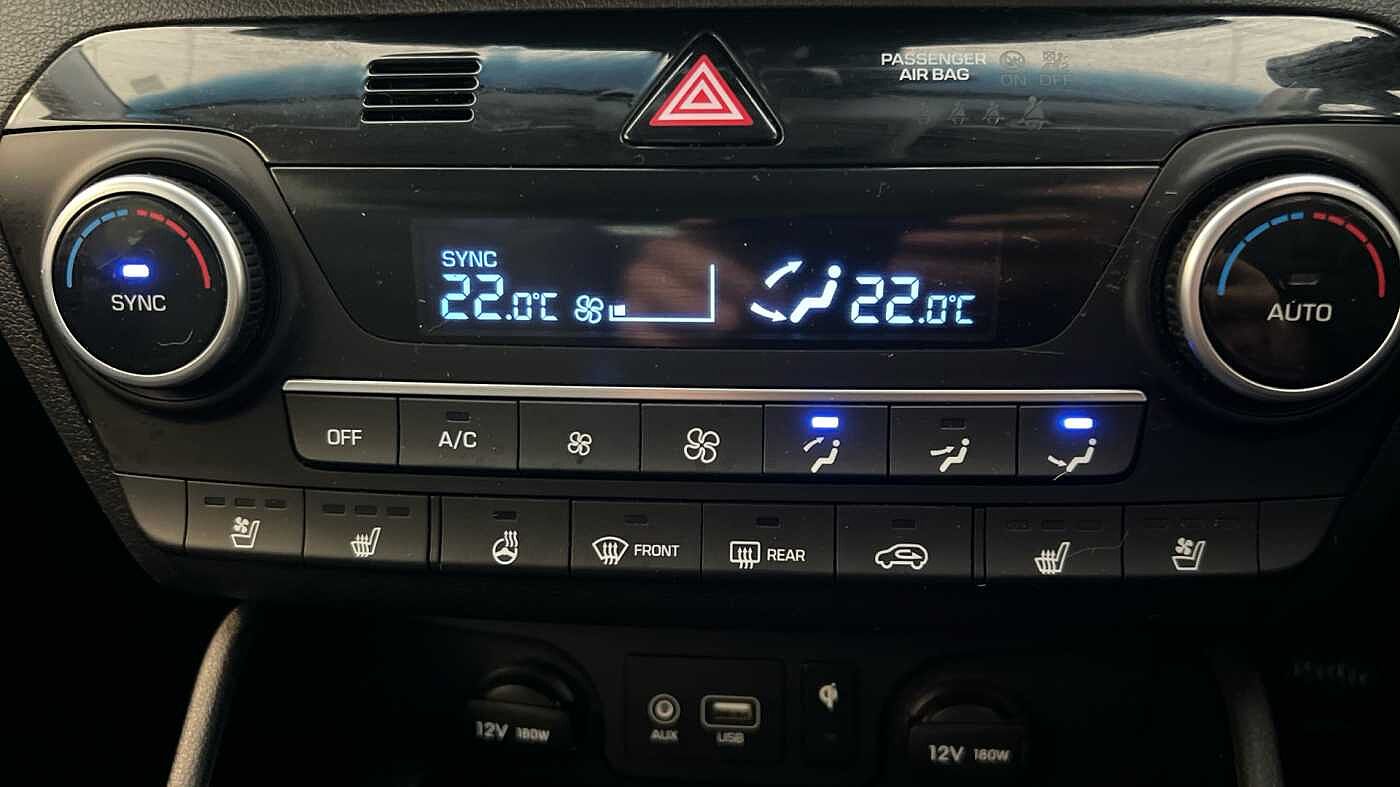 PASSENGER
AIR BAG
ON OFF
SYNC
22.0°C
22.0°C
SYNC
AUTO
OFF
A/C
FRONT
REAR
AUX
USB
12V 180W
12V 180W